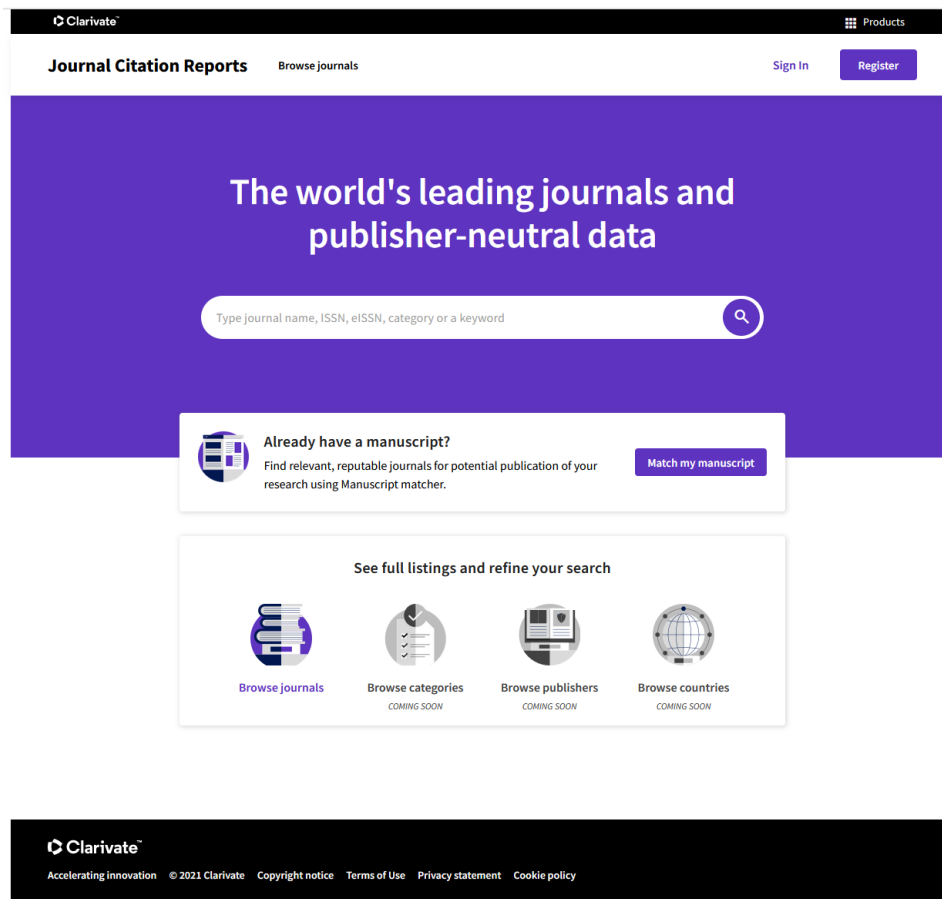 Clarivate™
Products
Journal Citation Reports
Browse journals
Sign In
Register
The world's leading journals and
publisher-neutral data
Type journal name, ISSN, eISSN, category or a keyword
Already have a manuscript?
Find relevant, reputable journals for potential publication of your
research using Manuscript matcher.
Match my manuscript
See full listings and refine your search
Browse journals
Browse categories
COMING SOON
Browse publishers
COMING SOON
Browse countries
COMING SOON
Clarivate™
Accelerating innovation © 2021 Clarivate Copyright notice Terms of Use Privacy statement Cookie policy